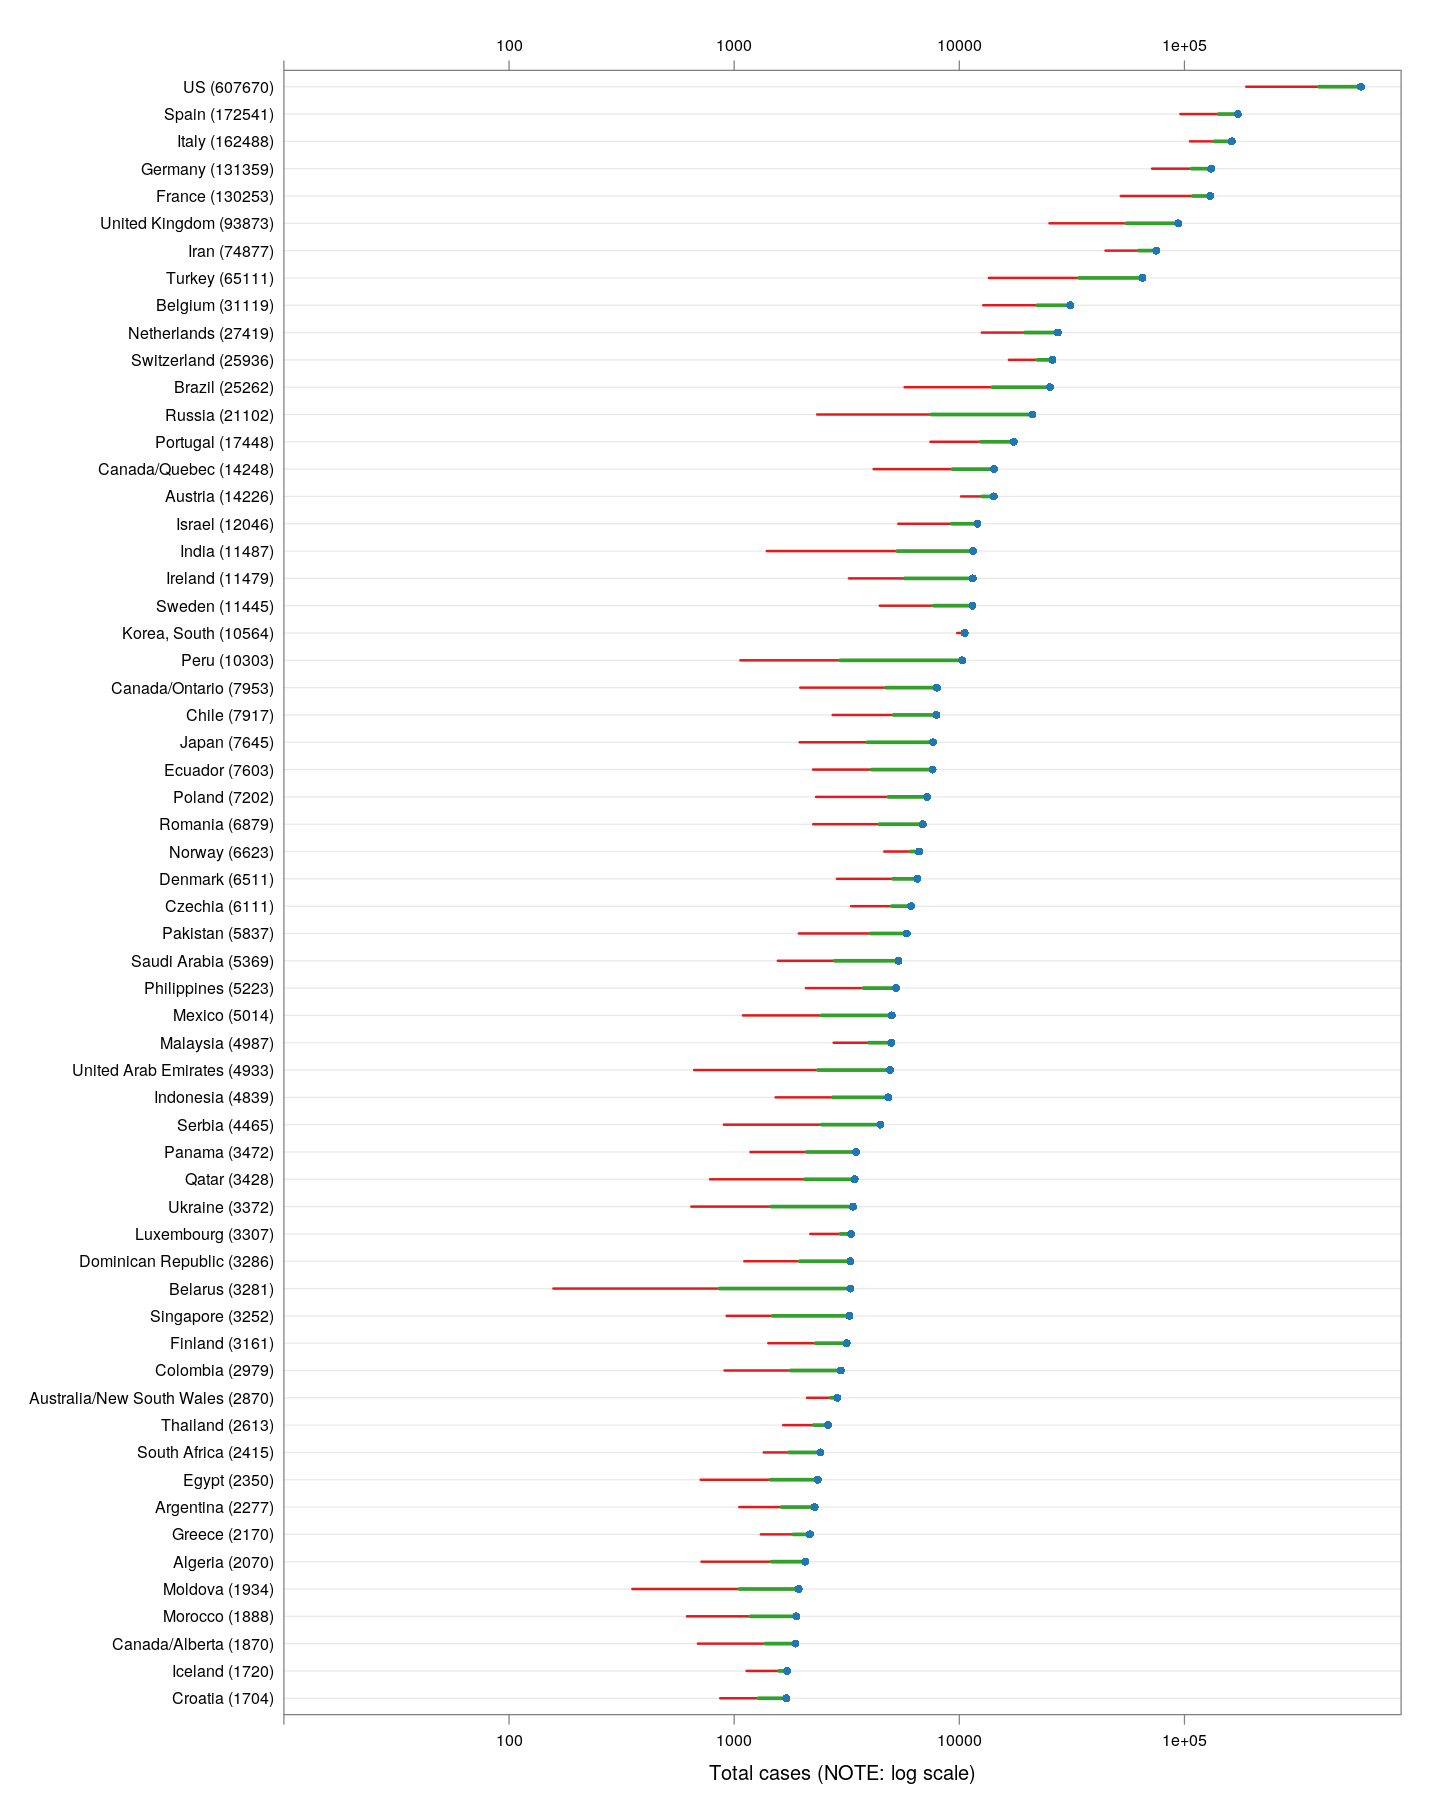 100 1000 10000 1e+05
US (607670)
Spain (172541)
Italy (162488)
Germany (131359)
France (130253)
United Kingdom (93873)
Iran (74877)
Turkey (65111)
Belgium (31119)
Netherlands (27419)
Switzerland (25936)
Brazil (25262)
Russia (21102)
Portugal (17448)
Canada/Quebec (14248)
Austria (14226)
Israel (12046)
India (11487)
Ireland (11479)
Sweden (11445)
Korea, South (10564)
Peru (10303)
Canada/Ontario (7953)
Chile (7917)
Japan (7645)
Ecuador (7603)
Poland (7202)
Romania (6879)
Norway (6623)
Denmark (6511)
Czechia (6111)
Pakistan (5837)
Saudi Arabia (5369)
Philippines (5223)
Mexico (5014)
Malaysia (4987)
United Arab Emirates (4933)
Indonesia (4839)
Serbia (4465)
Panama (3472)
Qatar (3428)
Ukraine (3372)
Luxembourg (3307)
Dominican Republic (3286)
Belarus (3281)
Singapore (3252)
Finland (3161)
Colombia (2979)
Australia/New South Wales (2870)
Thailand (2613)
South Africa (2415)
Egypt (2350)
Argentina (2277)
Greece (2170)
Algeria (2070)
Moldova (1934)
Morocco (1888)
Canada/Alberta (1870)
Iceland (1720)
Croatia (1704)
100 1000 10000 1e+05
Total cases (NOTE: log scale)